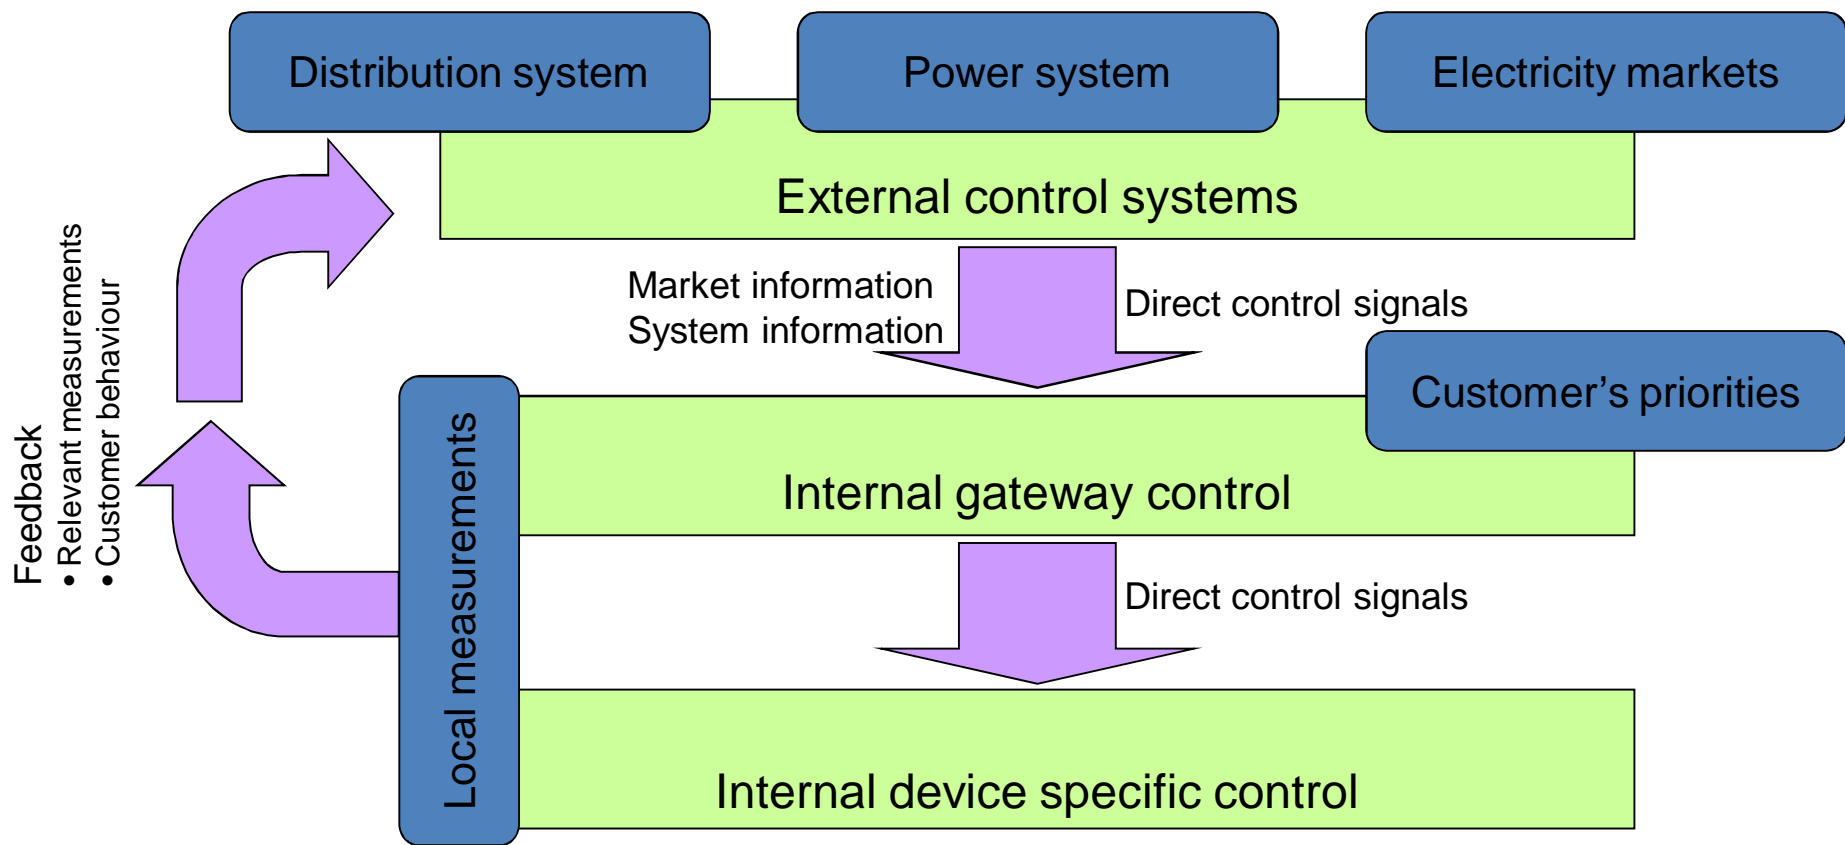 Distribution system
Power system
Electricity markets
External control systems
Market information
System information
Direct control signals
Customer’s priorities
Feedback
• Relevant measurements
• Customer behaviour
Local measurements
Internal gateway control
Direct control signals
Internal device specific control